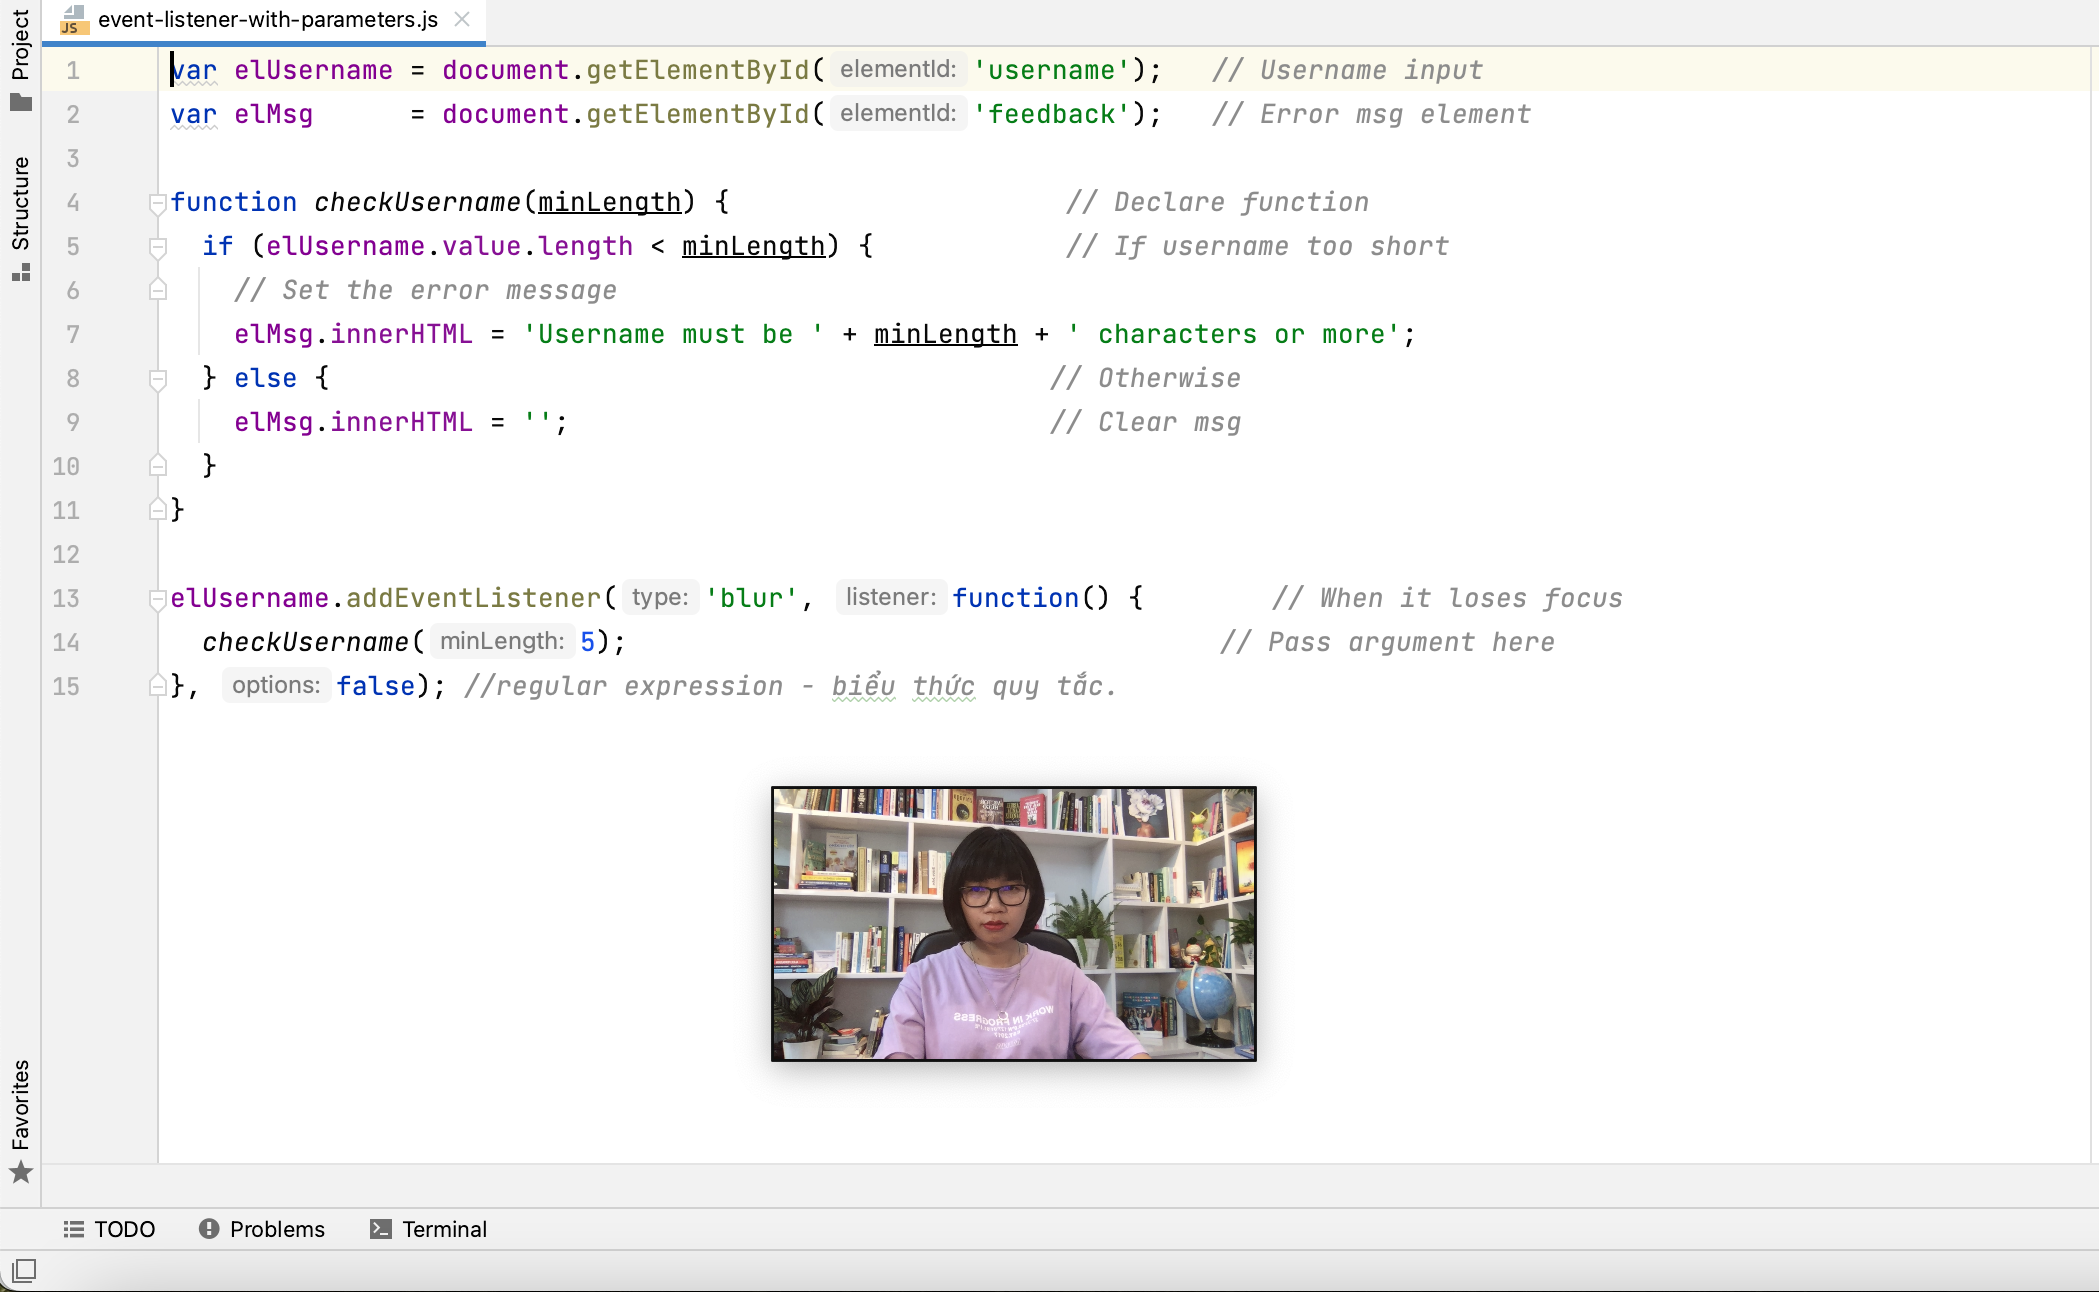 Project
event-listener-with-parameters.js
1 var elUsername = document.getElementById( elementId: 'username');   // Username input
2 var elMsg      = document.getElementById( elementId: 'feedback');   // Error msg element
3
4 function checkUsername(minLength) {                     // Declare function
5   if (elUsername.value.length < minLength) {            // If username too short
6     // Set the error message
7     elMsg.innerHTML = 'Username must be ' + minLength + ' characters or more';
8   } else {                                             // Otherwise
9     elMsg.innerHTML = '';                              // Clear msg
10   }
11 }
12
13 elUsername.addEventListener( type: 'blur', listener: function() {        // When it loses focus
14   checkUsername( minLength: 5);                                     // Pass argument here
15 }, options: false); //regular expression - biểu thức quy tắc.
Structure
WORK IN PROGRESS
Favorites
TODO
Problems
Terminal